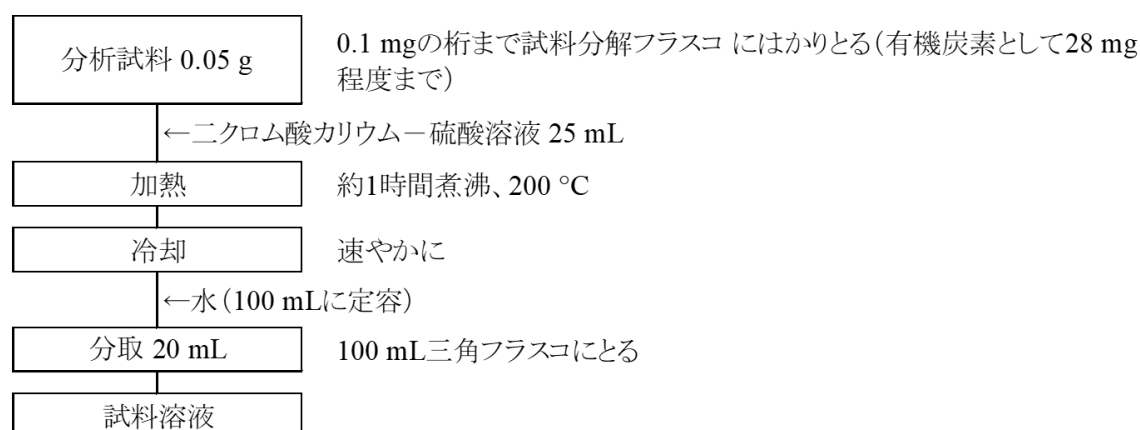 分析試料 0.05 g
0.1 mgの桁まで試料分解フラスコ にはかりとる(有機炭素として28 mg
程度まで)
←二クロム酸カリウム-硫酸溶液 25 mL
加熱
約1時間煮沸、200 °C
冷却
速やかに
←水(100 mLに定容)
分取 20 mL
100 mL三角フラスコにとる
試料溶液